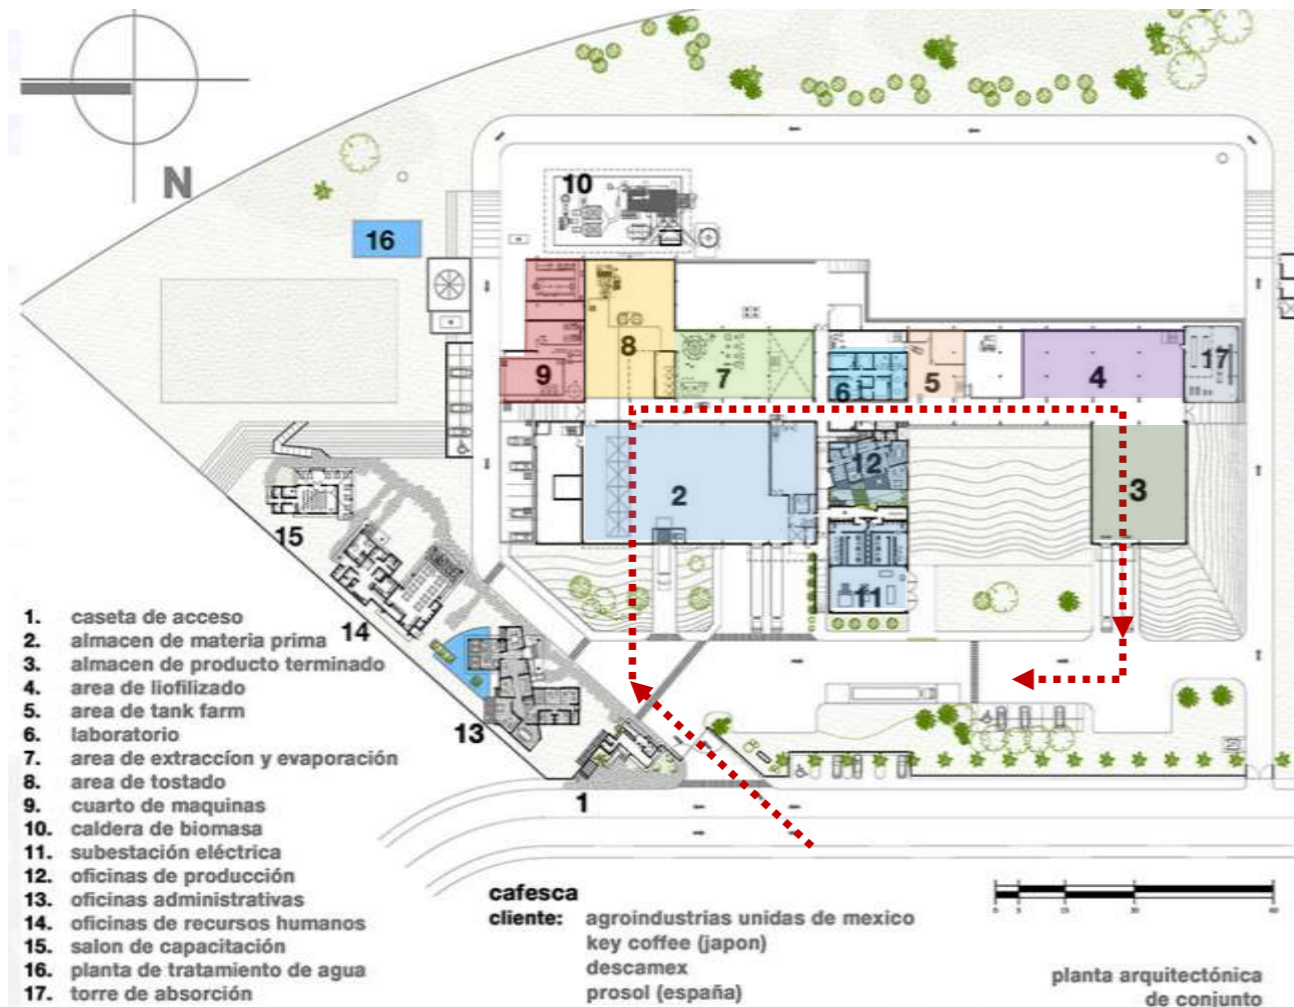 N
10
16
8
7
9
6
5
4
17
12
2
3
15
11
14
13
1
1. caseta de acceso
2. almacen de materia prima
3. almacen de producto terminado
4. area de liofilizado
5. area de tank farm
6. laboratorio
7. area de extraccíon y evaporación
8. area de tostado
9. cuarto de maquinas
10. caldera de biomasa
11. subestación eléctrica
12. oficinas de producción
13. oficinas administrativas
14. oficinas de recursos humanos
15. salon de capacitación
16. planta de tratamiento de agua
17. torre de absorción
cafesca
cliente: agroindustrias unidas de mexico
key coffee (japon)
descamex
prosol (españa)
planta arquitectónica
de conjunto